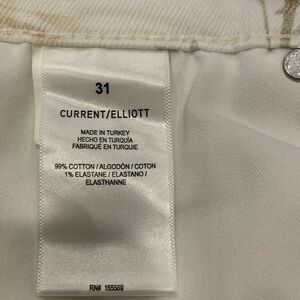 31
CURRENT/ELLIOTT
MADE IN TURKEY
HECHO EN TURQUÍA
FABRIQUÉ EN TURQUIE
99% COTTON / ALGODÓN / COTON
1% ELASTANE / ELASTANO /
ELASTHANNE
RN# 165589